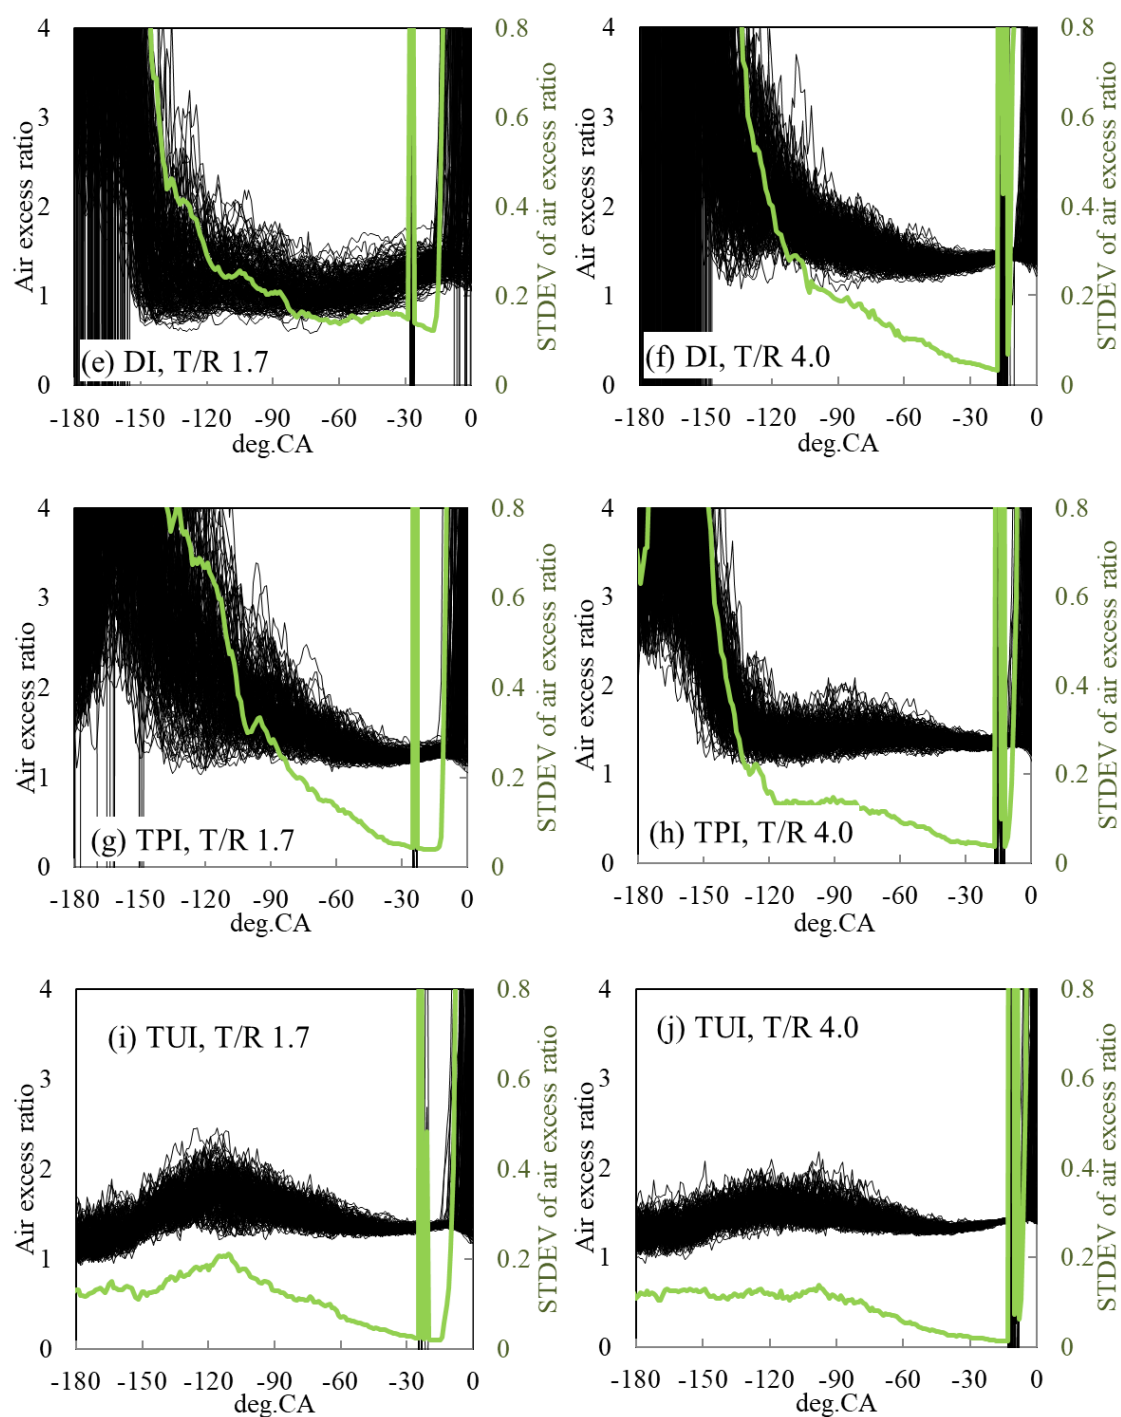 4 0.8 4 0.8
3 0.6 3 0.6
2 0.4 2 0.4
1 0.2 1 0.2
0 0 0 0
Air excess ratio
STDEV of air excess ratio
Air excess ratio
STDEV of air excess ratio
(e) DI, T/R 1.7
(f) DI, T/R 4.0
-180 -150 -120 -90 -60 -30 0
deg.CA
-180 -150 -120 -90 -60 -30 0
deg.CA
4 0.8 4 0.8
3 0.6 3 0.6
2 0.4 2 0.4
1 0.2 1 0.2
0 0 0 0
Air excess ratio
STDEV of air excess ratio
Air excess ratio
STDEV of air excess ratio
(g) TPI, T/R 1.7
(h) TPI, T/R 4.0
-180 -150 -120 -90 -60 -30 0
deg.CA
-180 -150 -120 -90 -60 -30 0
deg.CA
4 0.8 4 0.8
3 0.6 3 0.6
2 0.4 2 0.4
1 0.2 1 0.2
0 0 0 0
Air excess ratio
STDEV of air excess ratio
Air excess ratio
STDEV of air excess ratio
(i) TUI, T/R 1.7
(j) TUI, T/R 4.0
-180 -150 -120 -90 -60 -30 0
deg.CA
-180 -150 -120 -90 -60 -30 0
deg.CA